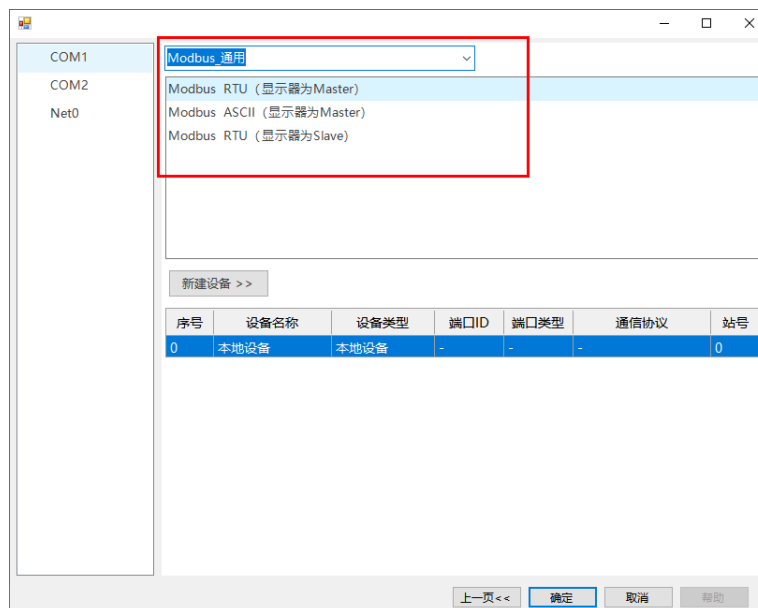 COM1
COM2
Net0
Modbus_通用
Modbus RTU（显示器为Master）
Modbus ASCII（显示器为Master）
Modbus RTU（显示器为Slave）
新建设备 >>
序号 设备名称 设备类型 端口ID 端口类型 通信协议 站号
0 本地设备 本地设备 - - - 0
上一页<< 确定 取消 帮助